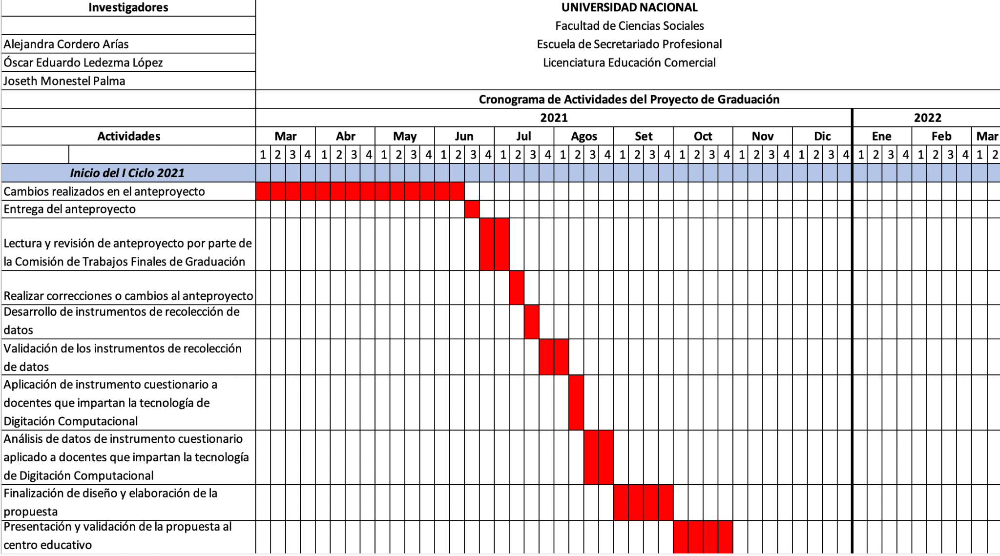 Investigadores
UNIVERSIDAD NACIONAL
Facultad de Ciencias Sociales
Alejandra Cordero Arías
Escuela de Secretariado Profesional
Óscar Eduardo Ledezma López
Licenciatura Educación Comercial
Joseth Monestel Palma
Cronograma de Actividades del Proyecto de Graduación
2021 2022
Actividades Mar Abr May Jun Jul Agos Set Oct Nov Dic Ene Feb Mar
1 2 3 4 1 2 3 4 1 2 3 4 1 2 3 4 1 2 3 4 1 2 3 4 1 2 3 4 1 2 3 4 1 2 3 4 1 2 3 4 1 2 3 4 1 2 3 4 1 2
Inicio del I Ciclo 2021
Cambios realizados en el anteproyecto
Entrega del anteproyecto
Lectura y revisión de anteproyecto por parte de
la Comisión de Trabajos Finales de Graduación
Realizar correcciones o cambios al anteproyecto
Desarrollo de instrumentos de recolección de
datos
Validación de los instrumentos de recolección
de datos
Aplicación de instrumento cuestionario a
docentes que impartan la tecnología de
Digitación Computacional
Análisis de datos de instrumento cuestionario
aplicado a docentes que impartan la tecnología
de Digitación Computacional
Finalización de diseño y elaboración de la
propuesta
Presentación y validación de la propuesta al
centro educativo